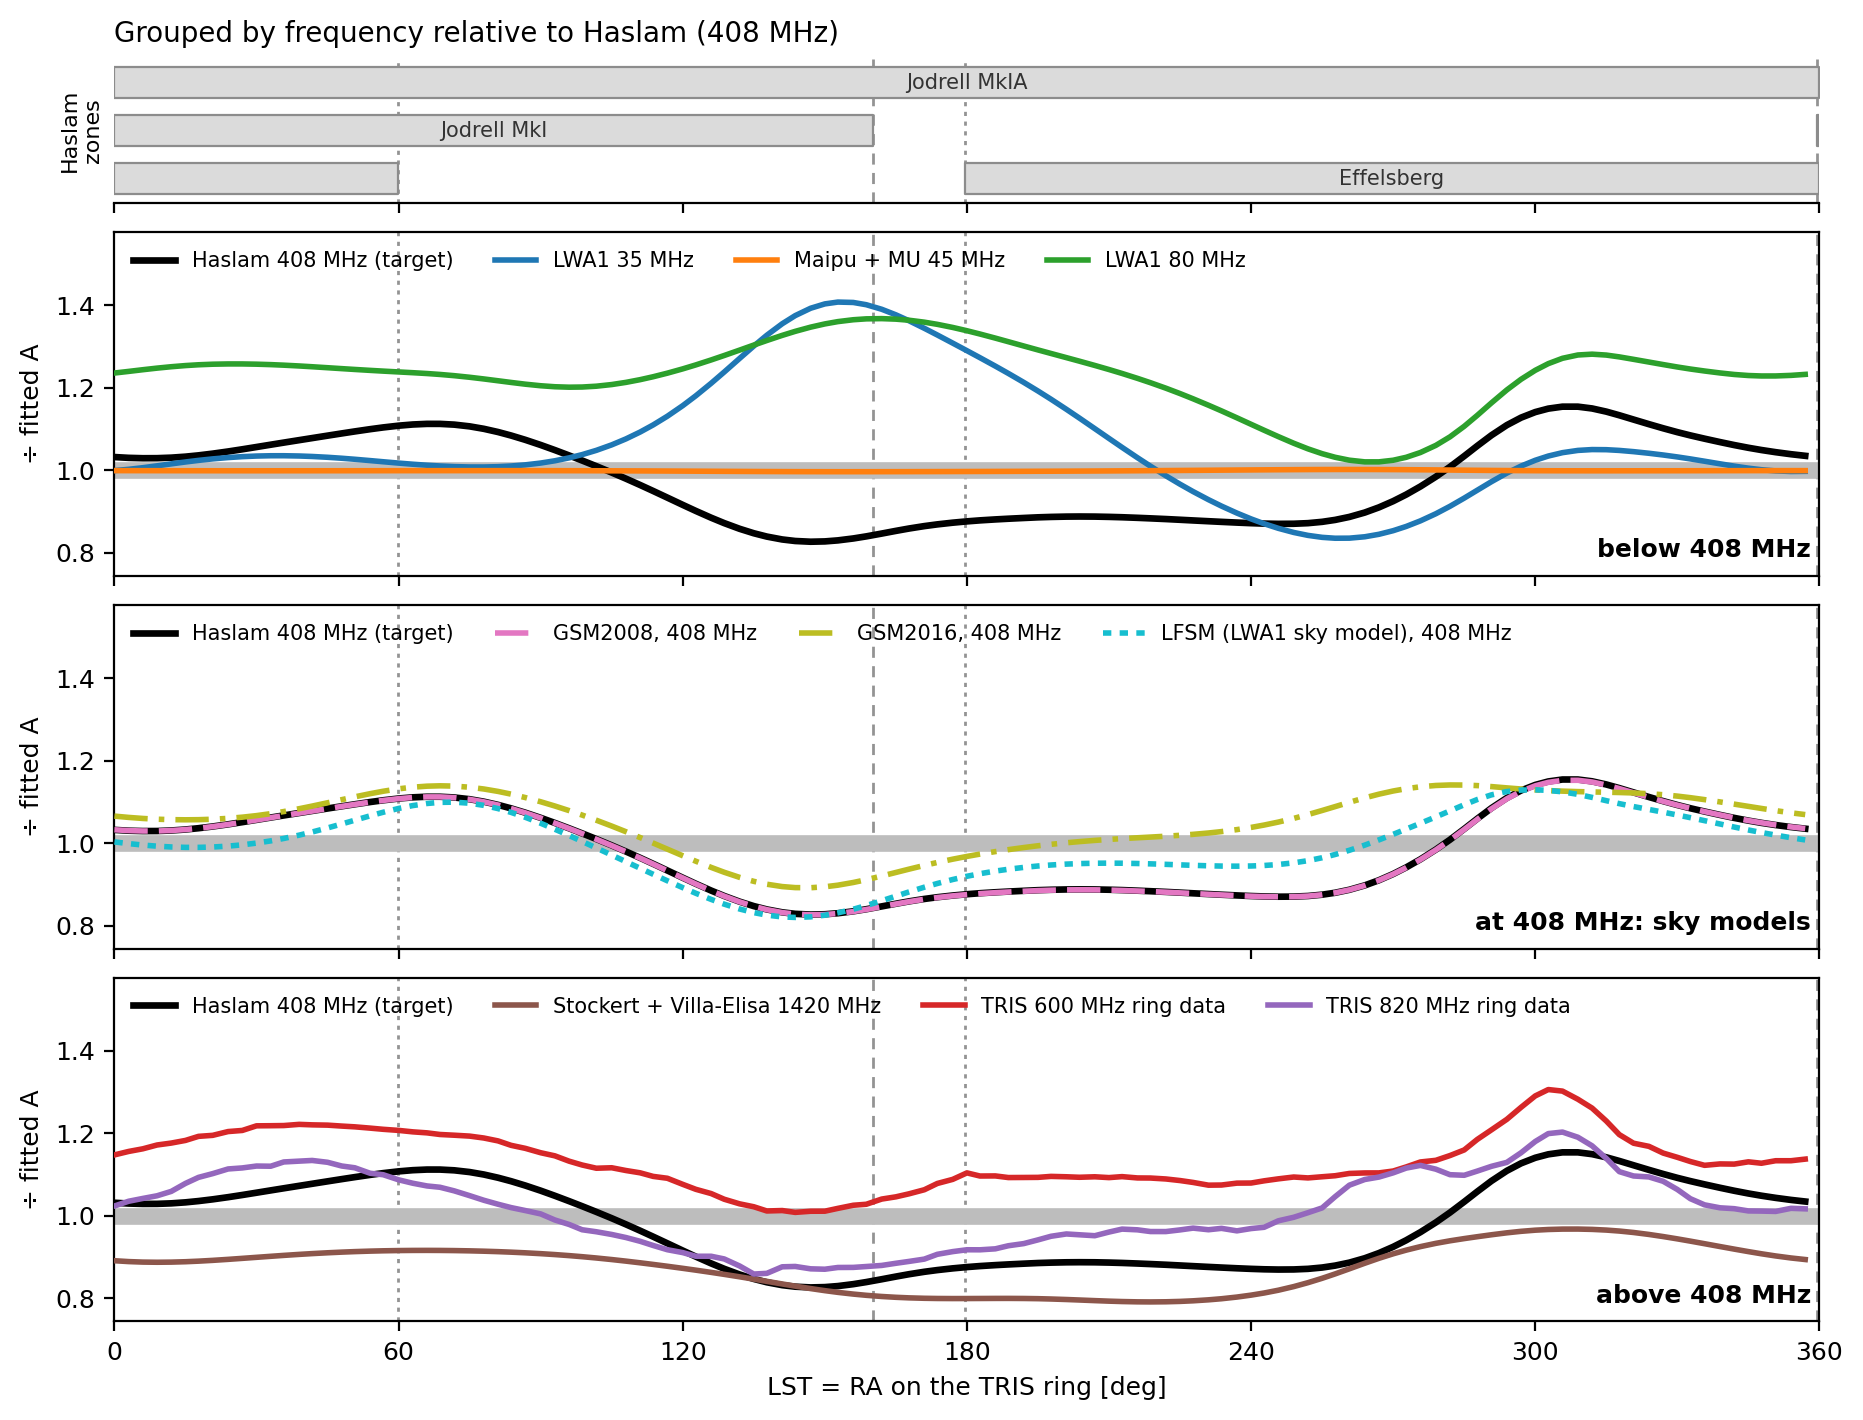 Grouped by frequency relative to Haslam (408 MHz)
Haslam
zones
Jodrell MkIA
Jodrell MkI
Effelsberg
Haslam 408 MHz (target) LWA1 35 MHz Maipu + MU 45 MHz LWA1 80 MHz
÷ fitted A
1.4
1.2
1.0
0.8
below 408 MHz
Haslam 408 MHz (target) GSM2008, 408 MHz GSM2016, 408 MHz LFSM (LWA1 sky model), 408 MHz
÷ fitted A
1.4
1.2
1.0
0.8
at 408 MHz: sky models
Haslam 408 MHz (target) Stockert + Villa-Elisa 1420 MHz TRIS 600 MHz ring data TRIS 820 MHz ring data
÷ fitted A
1.4
1.2
1.0
0.8
above 408 MHz
0 60 120 180 240 300 360
LST = RA on the TRIS ring [deg]